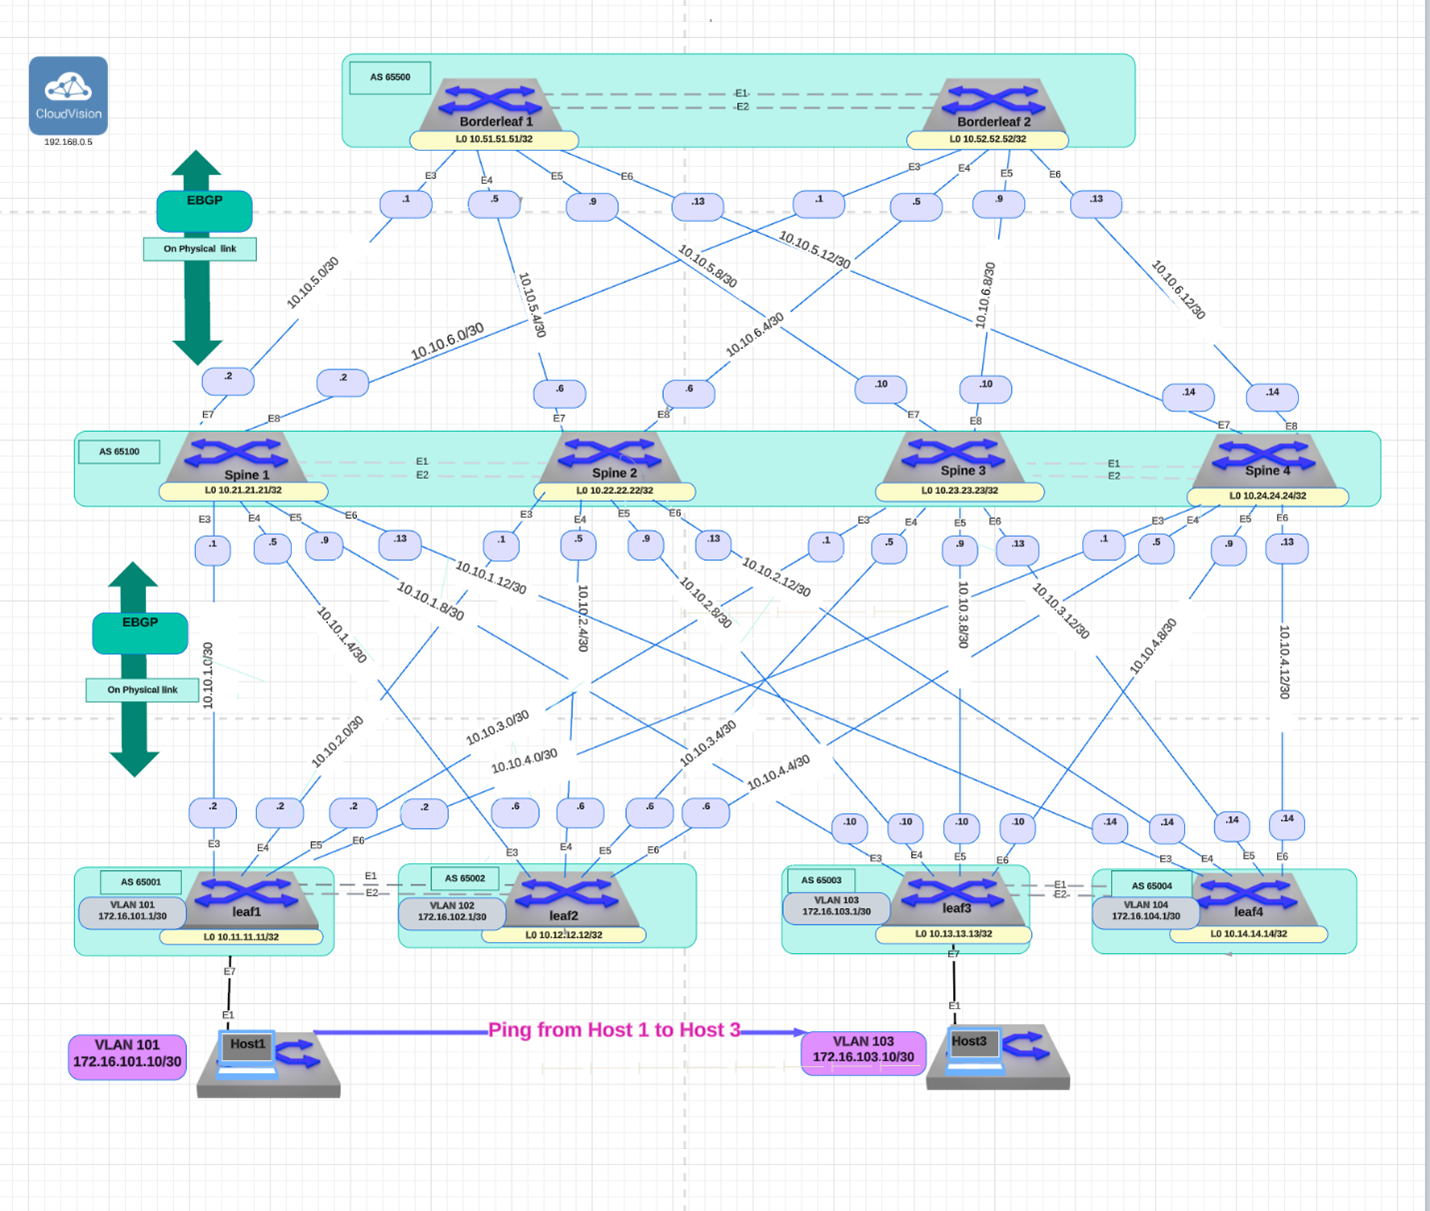 AS 65500
E1
E2
Borderleaf 1
Borderleaf 2
L0 10.51.51.51/32
L0 10.52.52.52/32
CloudVision
192.168.0.5
E3
E4
E5
E6
E3
E4
E5
E6
.1
.5
.9
.13
.1
.5
.9
.13
EBGP
On Physical link
10.10.5.0/30
10.10.6.0/30
10.10.5.4/30
10.10.5.8/30
10.10.6.4/30
10.10.5.12/30
10.10.6.8/30
10.10.6.12/30
.2
.2
.6
.6
.10
.10
.14
.14
E7
E8
E7
E8
E7
E8
E7
E8
AS 65100
E1
E2
E1
E2
Spine 1
Spine 2
Spine 3
Spine 4
L0 10.21.21.21/32
L0 10.22.22.22/32
L0 10.23.23.23/32
L0 10.24.24.24/32
E3
E4
E5
E6
E3
E4
E5
E6
E3
E4
E5
E6
E3
E4
E5
E6
.1
.5
.9
.13
.1
.5
.9
.13
.1
.5
.9
.13
.1
.5
.9
.13
EBGP
On Physical link
10.10.1.0/30
10.10.1.4/30
10.10.1.8/30
10.10.1.12/30
10.10.2.0/30
10.10.2.4/30
10.10.2.8/30
10.10.2.12/30
10.10.3.0/30
10.10.3.4/30
10.10.3.8/30
10.10.3.12/30
10.10.4.0/30
10.10.4.4/30
10.10.4.8/30
10.10.4.12/30
.2
.2
.2
.2
.6
.6
.6
.6
.10
.10
.10
.10
.14
.14
.14
.14
E3
E4
E5
E6
E3
E4
E5
E6
E3
E4
E5
E6
E3
E4
E5
E6
AS 65001
VLAN 101
172.16.101.1/30
leaf1
L0 10.11.11.11/32
E1
E2
AS 65002
VLAN 102
172.16.102.1/30
leaf2
L0 10.12.12.12/32
AS 65003
VLAN 103
172.16.103.1/30
leaf3
L0 10.13.13.13/32
E1
E2
AS 65004
VLAN 104
172.16.104.1/30
leaf4
L0 10.14.14.14/32
E7
E1
E7
E1
VLAN 101
172.16.101.10/30
Host1
Ping from Host 1 to Host 3
VLAN 103
172.16.103.10/30
Host3